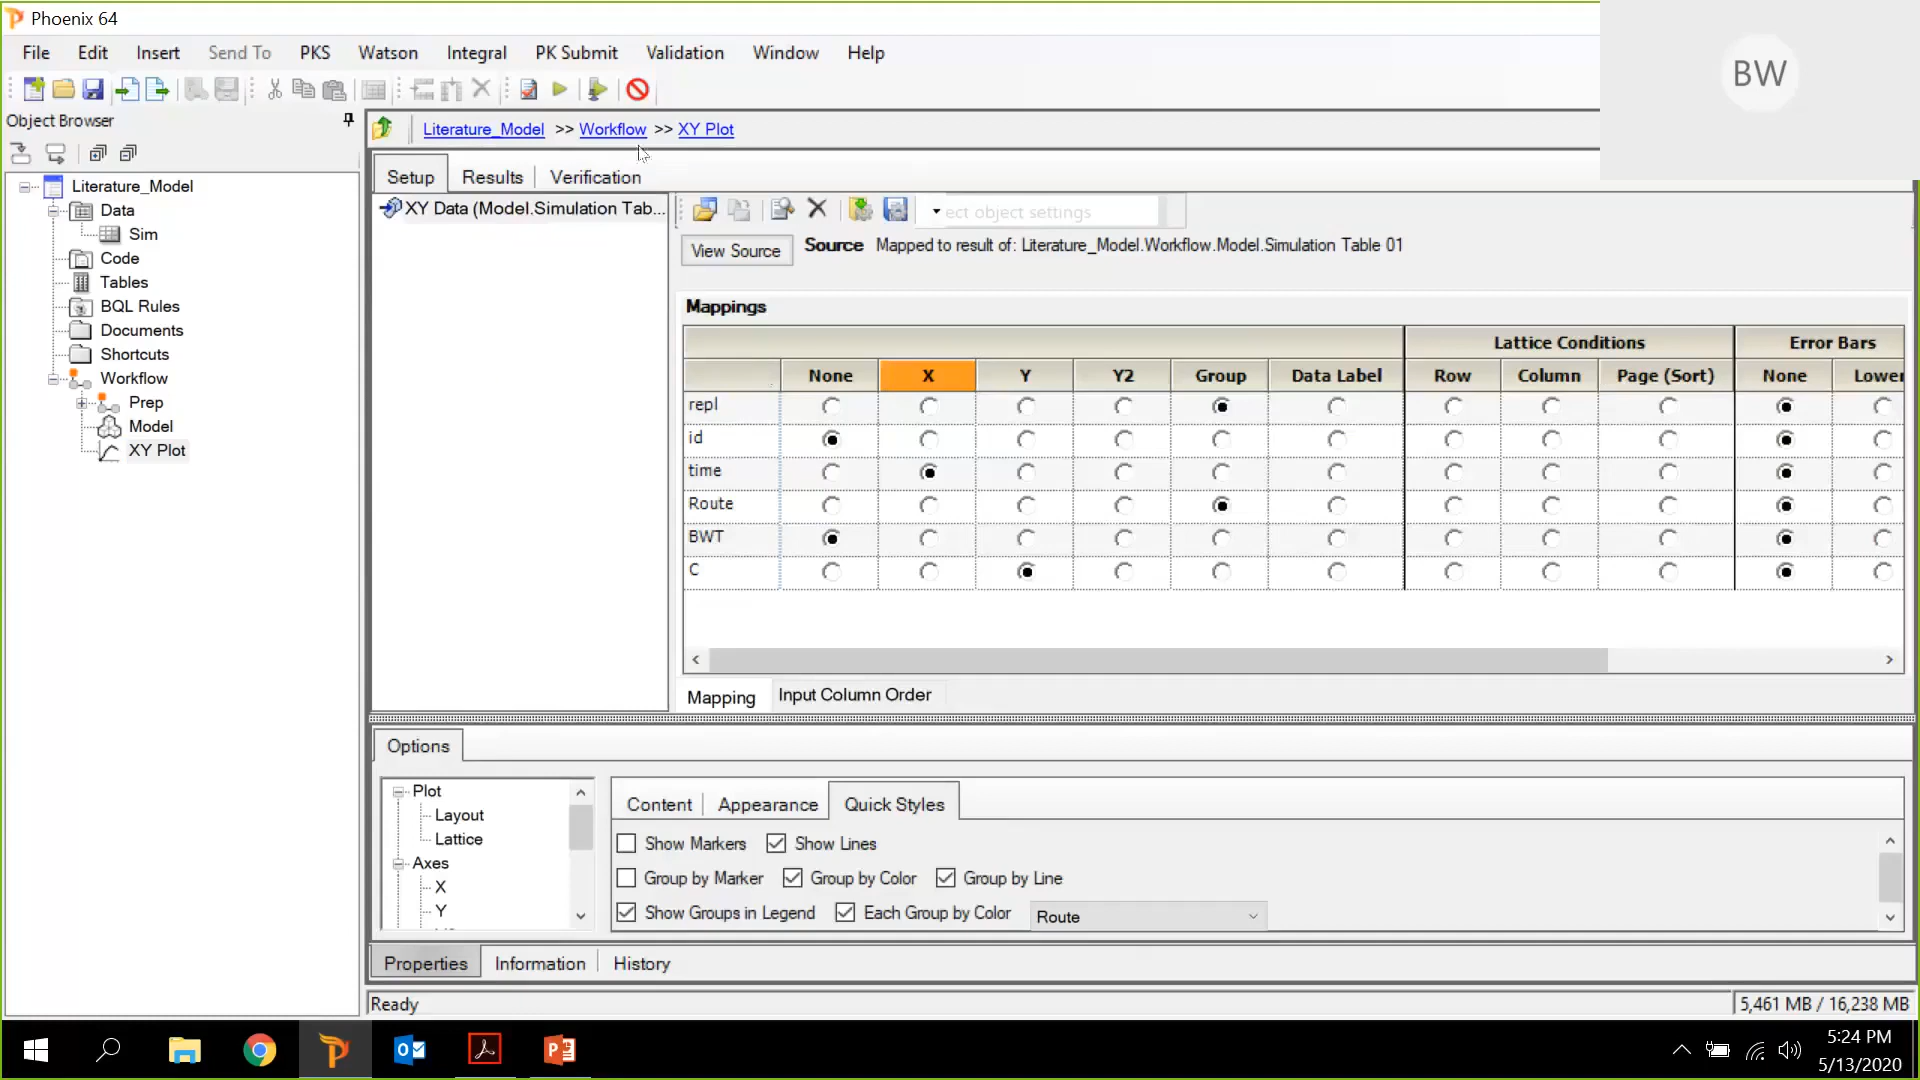 Phoenix 64
File Edit Insert Send To PKS Watson Integral PK Submit Validation Window Help
BW
Object Browser
Literature_Model >> Workflow >> XY Plot
Setup Results Verification
Literature_Model
Data
Sim
Code
Tables
BQL Rules
Documents
Shortcuts
Workflow
Prep
Model
XY Plot
XY Data (Model.Simulation Tab...
ect object settings
View Source Source Mapped to result of: Literature_Model.Workflow.Model.Simulation Table 01
Mappings
Lattice Conditions Error Bars
None X Y Y2 Group Data Label Row Column Page (Sort) None Lower
repl
id
time
Route
BWT
C
Mapping Input Column Order
Options
Plot
Layout
Lattice
Axes
X
Y
Content Appearance Quick Styles
Show Markers Show Lines
Group by Marker Group by Color Group by Line
Show Groups in Legend Each Group by Color Route
Properties Information History
Ready 5,461 MB / 16,238 MB
5:24 PM
5/13/2020